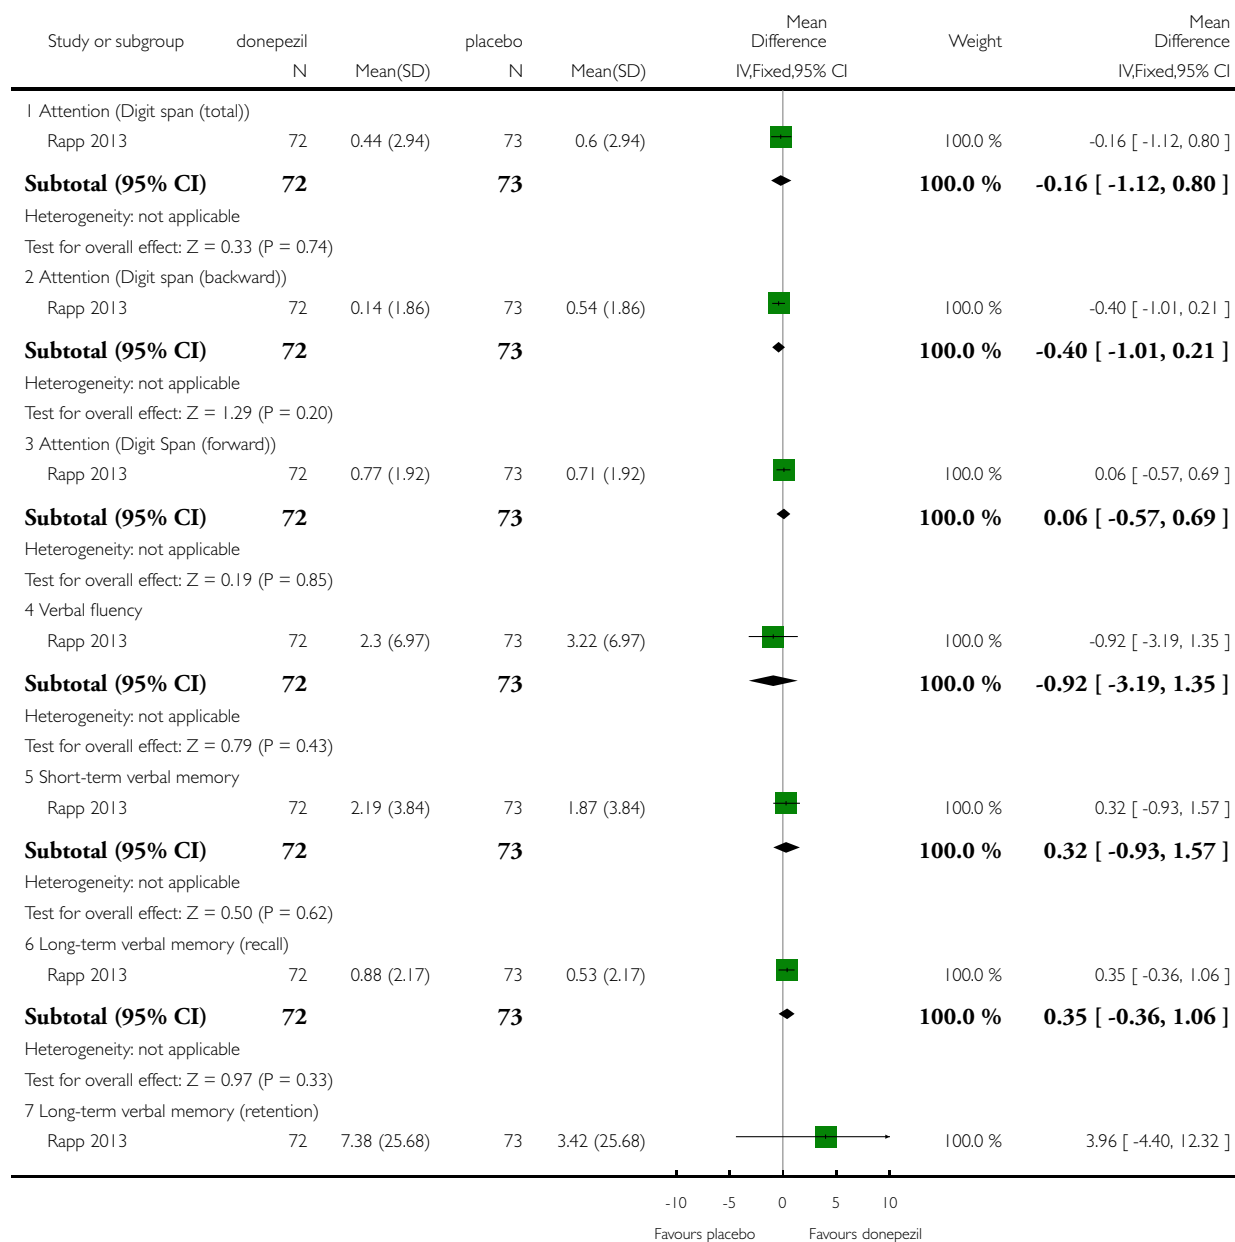 Study or subgroup donepezil placebo Mean Difference Weight Mean Difference
N Mean(SD) N Mean(SD) IV,Fixed,95% CI IV,Fixed,95% CI
1 Attention (Digit span (total))
Rapp 2013 72 0.44 (2.94) 73 0.6 (2.94) 100.0 % -0.16 [ -1.12, 0.80 ]
Subtotal (95% CI) 72 73 100.0 % -0.16 [ -1.12, 0.80 ]
Heterogeneity: not applicable
Test for overall effect: Z = 0.33 (P = 0.74)
2 Attention (Digit span (backward))
Rapp 2013 72 0.14 (1.86) 73 0.54 (1.86) 100.0 % -0.40 [ -1.01, 0.21 ]
Subtotal (95% CI) 72 73 100.0 % -0.40 [ -1.01, 0.21 ]
Heterogeneity: not applicable
Test for overall effect: Z = 1.29 (P = 0.20)
3 Attention (Digit Span (forward))
Rapp 2013 72 0.77 (1.92) 73 0.71 (1.92) 100.0 % 0.06 [ -0.57, 0.69 ]
Subtotal (95% CI) 72 73 100.0 % 0.06 [ -0.57, 0.69 ]
Heterogeneity: not applicable
Test for overall effect: Z = 0.19 (P = 0.85)
4 Verbal fluency
Rapp 2013 72 2.3 (6.97) 73 3.22 (6.97) 100.0 % -0.92 [ -3.19, 1.35 ]
Subtotal (95% CI) 72 73 100.0 % -0.92 [ -3.19, 1.35 ]
Heterogeneity: not applicable
Test for overall effect: Z = 0.79 (P = 0.43)
5 Short-term verbal memory
Rapp 2013 72 2.19 (3.84) 73 1.87 (3.84) 100.0 % 0.32 [ -0.93, 1.57 ]
Subtotal (95% CI) 72 73 100.0 % 0.32 [ -0.93, 1.57 ]
Heterogeneity: not applicable
Test for overall effect: Z = 0.50 (P = 0.62)
6 Long-term verbal memory (recall)
Rapp 2013 72 0.88 (2.17) 73 0.53 (2.17) 100.0 % 0.35 [ -0.36, 1.06 ]
Subtotal (95% CI) 72 73 100.0 % 0.35 [ -0.36, 1.06 ]
Heterogeneity: not applicable
Test for overall effect: Z = 0.97 (P = 0.33)
7 Long-term verbal memory (retention)
Rapp 2013 72 7.38 (25.68) 73 3.42 (25.68) 100.0 % 3.96 [ -4.40, 12.32 ]
-10 -5 0 5 10
Favours placebo Favours donepezil